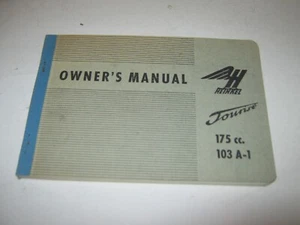 OWNER'S MANUAL
H
HEINKEL
Tourist
175 cc.
103 A-1